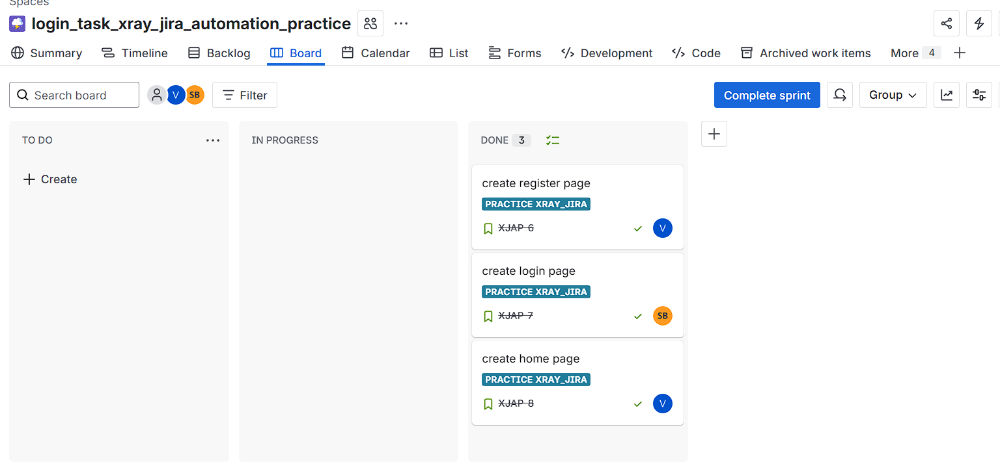 Spaces
login_task_xray_jira_automation_practice
Summary Timeline Backlog Board Calendar List Forms Development Code Archived work items More 4
Search board V SB Filter Complete sprint Group
TO DO IN PROGRESS DONE 3
Create
create register page
PRACTICE XRAY_JIRA
XJAP-6 V
create login page
PRACTICE XRAY_JIRA
XJAP-7 SB
create home page
PRACTICE XRAY_JIRA
XJAP-8 V